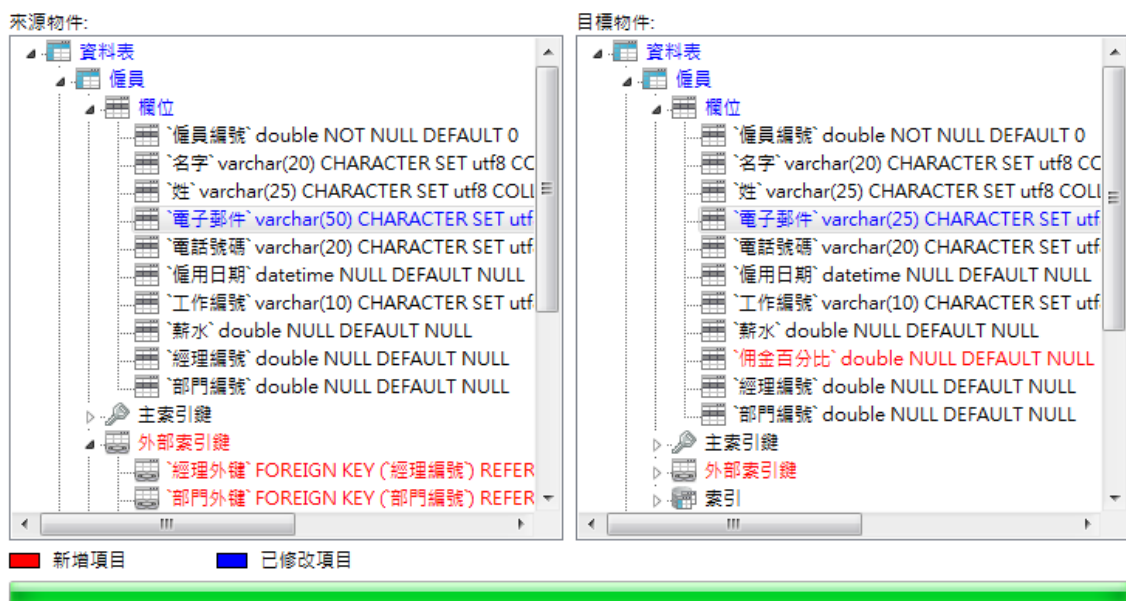 來源物件:
資料表
僱員
欄位
`僱員編號` double NOT NULL DEFAULT 0
`名字` varchar(20) CHARACTER SET utf8 CC
`姓` varchar(25) CHARACTER SET utf8 COLL
`電子郵件` varchar(50) CHARACTER SET utf
`電話號碼` varchar(20) CHARACTER SET utf
`僱用日期` datetime NULL DEFAULT NULL
`工作編號` varchar(10) CHARACTER SET utf
`薪水` double NULL DEFAULT NULL
`經理編號` double NULL DEFAULT NULL
`部門編號` double NULL DEFAULT NULL
主索引鍵
外部索引鍵
`經理外鍵` FOREIGN KEY (`經理編號`) REFER
`部門外鍵` FOREIGN KEY (`部門編號`) REFER
目標物件:
資料表
僱員
欄位
`僱員編號` double NOT NULL DEFAULT 0
`名字` varchar(20) CHARACTER SET utf8 CC
`姓` varchar(25) CHARACTER SET utf8 COLL
`電子郵件` varchar(25) CHARACTER SET utf
`電話號碼` varchar(20) CHARACTER SET utf
`僱用日期` datetime NULL DEFAULT NULL
`工作編號` varchar(10) CHARACTER SET utf
`薪水` double NULL DEFAULT NULL
`佣金百分比` double NULL DEFAULT NULL
`經理編號` double NULL DEFAULT NULL
`部門編號` double NULL DEFAULT NULL
主索引鍵
外部索引鍵
索引
新增項目
已修改項目